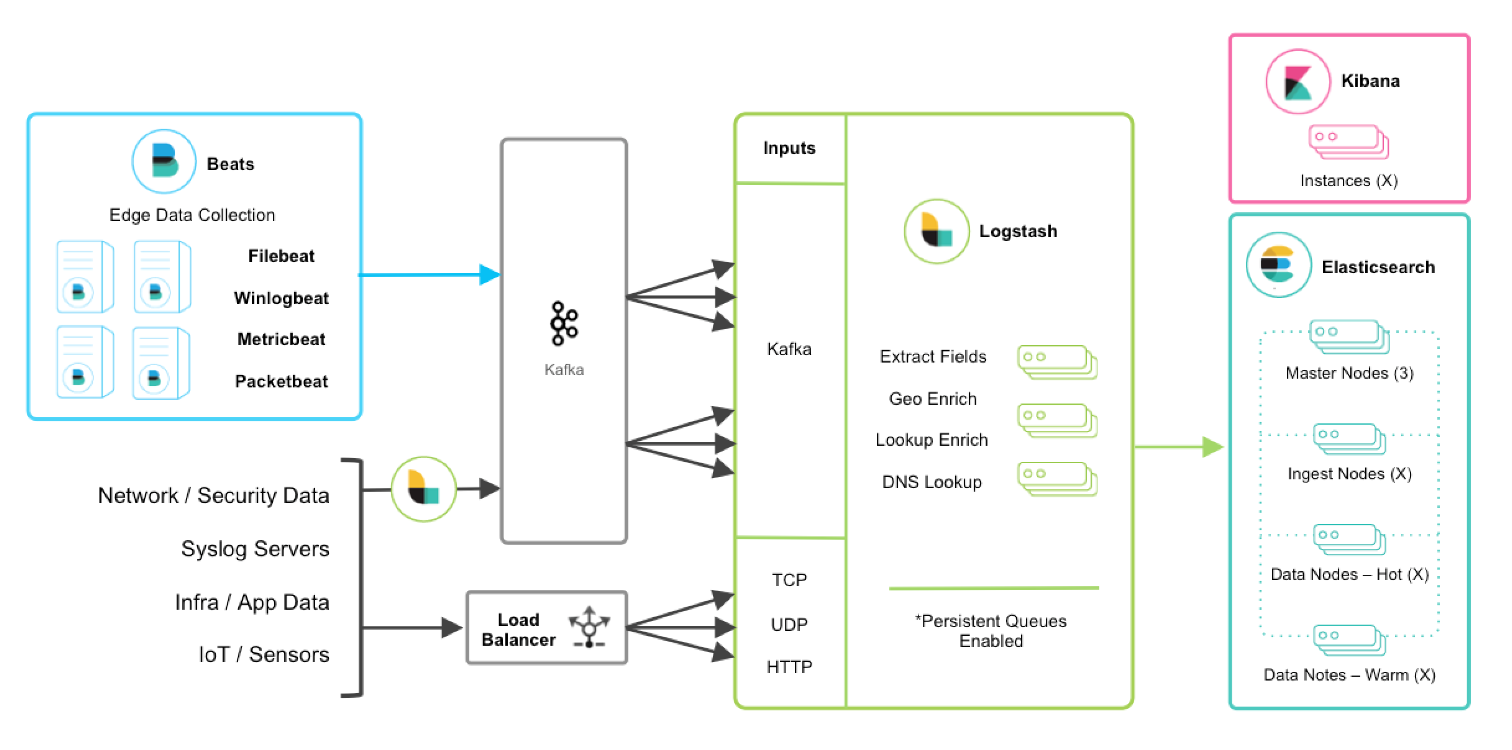 Beats
Edge Data Collection
Filebeat
Winlogbeat
Metricbeat
Packetbeat
Network / Security Data
Syslog Servers
Infra / App Data
IoT / Sensors
Kafka
Load
Balancer
Inputs
Kafka
TCP
UDP
HTTP
Logstash
Extract Fields
Geo Enrich
Lookup Enrich
DNS Lookup
*Persistent Queues
Enabled
Kibana
Instances (X)
Elasticsearch
Master Nodes (3)
Ingest Nodes (X)
Data Nodes – Hot (X)
Data Notes – Warm (X)